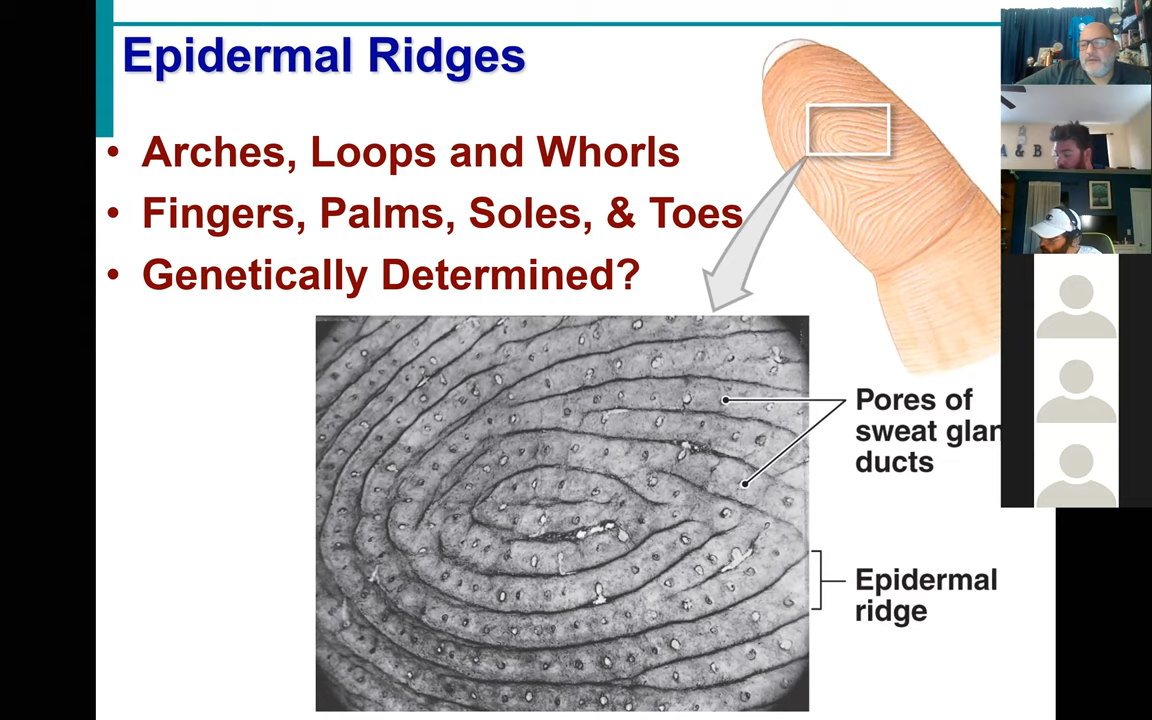 Epidermal Ridges
• Arches, Loops and Whorls
• Fingers, Palms, Soles, & Toes
• Genetically Determined?
Pores of
sweat glan
ducts
Epidermal
ridge
A & B